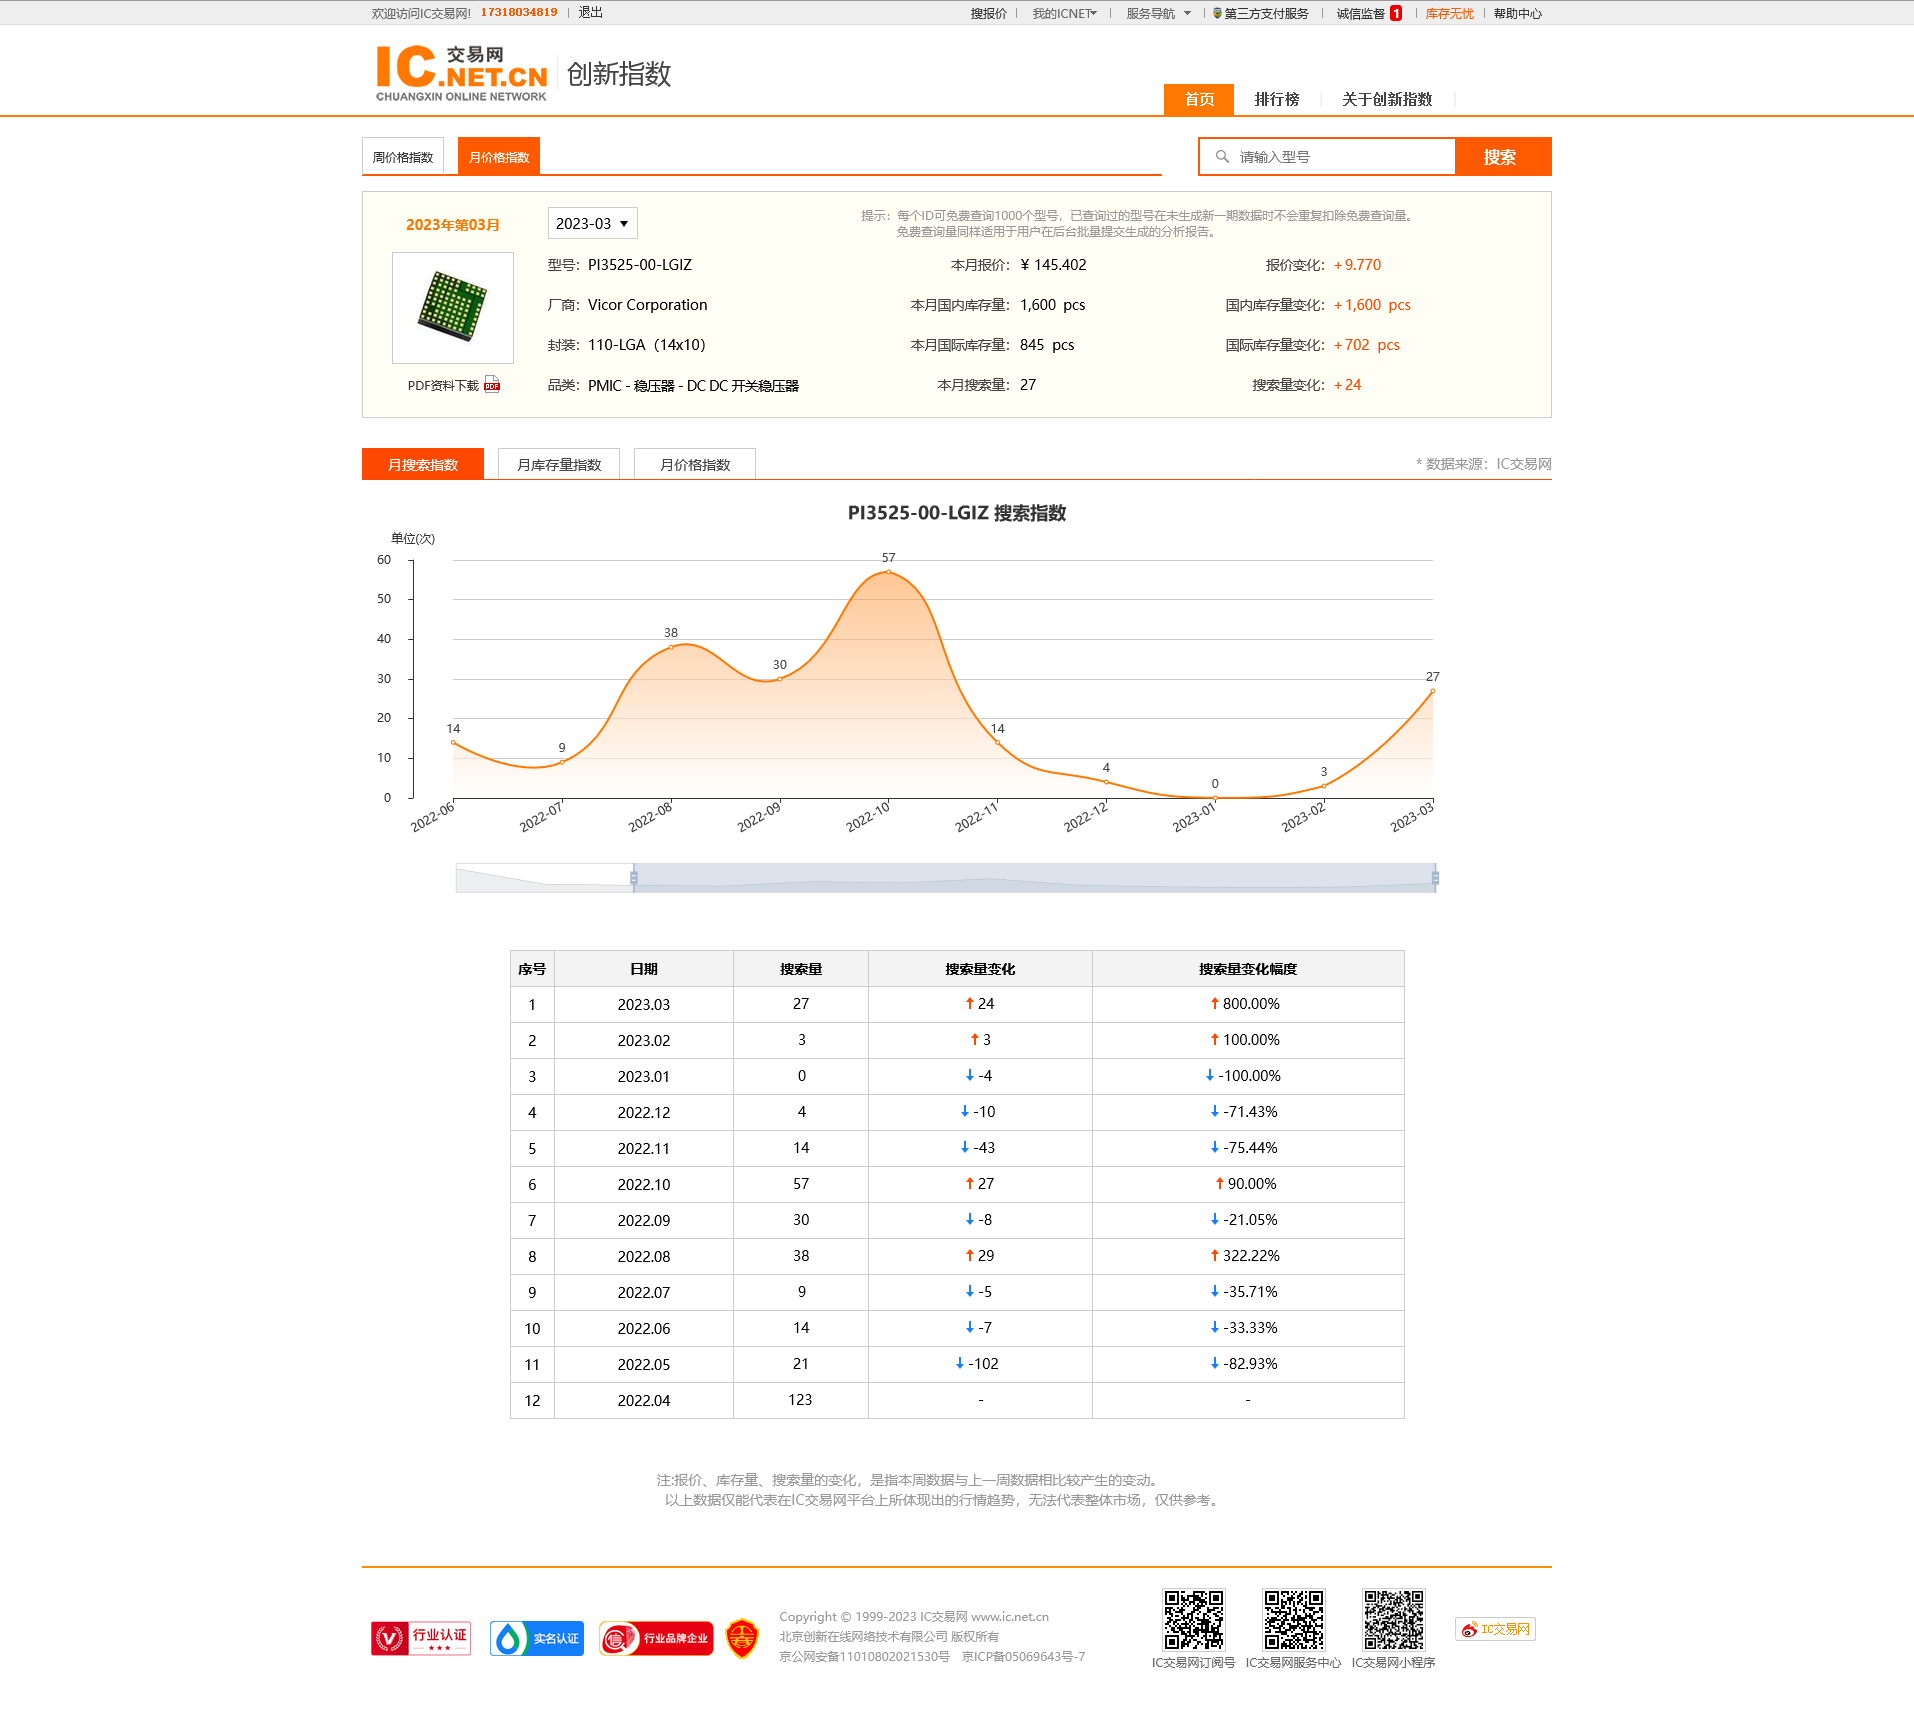 欢迎访问IC交易网! 17318034819 | 退出 搜报价 | 我的ICNET | 服务导航 | 第三方支付服务 | 诚信监督 1 | 库存无忧 | 帮助中心
IC.NET.CN 交易网
CHUANGXIN ONLINE NETWORK
创新指数
首页 排行榜 关于创新指数
周价格指数 月价格指数 请输入型号 搜索
2023年第03月 2023-03
提示：每个ID可免费查询1000个型号，已查询过的型号在未生成新一期数据时不会重复扣除免费查询量。
免费查询量同样适用于用户在后台批量提交生成的分析报告。
型号：PI3525-00-LGIZ 本月报价：¥ 145.402 报价变化：+9.770
厂商：Vicor Corporation 本月国内库存量：1,600 pcs 国内库存量变化：+1,600 pcs
封装：110-LGA（14x10） 本月国际库存量：845 pcs 国际库存量变化：+702 pcs
PDF资料下载 PDF 品类：PMIC - 稳压器 - DC DC 开关稳压器 本月搜索量：27 搜索量变化：+24
月搜索指数 月库存量指数 月价格指数 * 数据来源：IC交易网
PI3525-00-LGIZ 搜索指数
单位(次)
60
50
40
30
20
10
0
14 9 38 30 57 14 4 0 3 27
2022-06 2022-07 2022-08 2022-09 2022-10 2022-11 2022-12 2023-01 2023-02 2023-03
序号 日期 搜索量 搜索量变化 搜索量变化幅度
1 2023.03 27 ↑ 24 ↑ 800.00%
2 2023.02 3 ↑ 3 ↑ 100.00%
3 2023.01 0 ↓ -4 ↓ -100.00%
4 2022.12 4 ↓ -10 ↓ -71.43%
5 2022.11 14 ↓ -43 ↓ -75.44%
6 2022.10 57 ↑ 27 ↑ 90.00%
7 2022.09 30 ↓ -8 ↓ -21.05%
8 2022.08 38 ↑ 29 ↑ 322.22%
9 2022.07 9 ↓ -5 ↓ -35.71%
10 2022.06 14 ↓ -7 ↓ -33.33%
11 2022.05 21 ↓ -102 ↓ -82.93%
12 2022.04 123 - -
注:报价、库存量、搜索量的变化，是指本周数据与上一周数据相比较产生的变动。
以上数据仅能代表在IC交易网平台上所体现出的行情趋势，无法代表整体市场，仅供参考。
行业认证
实名认证
信 行业品牌企业
Copyright © 1999-2023 IC交易网 www.ic.net.cn
北京创新在线网络技术有限公司 版权所有
京公网安备11010802021530号 京ICP备05069643号-7
IC交易网订阅号 IC交易网服务中心 IC交易网小程序
IC交易网